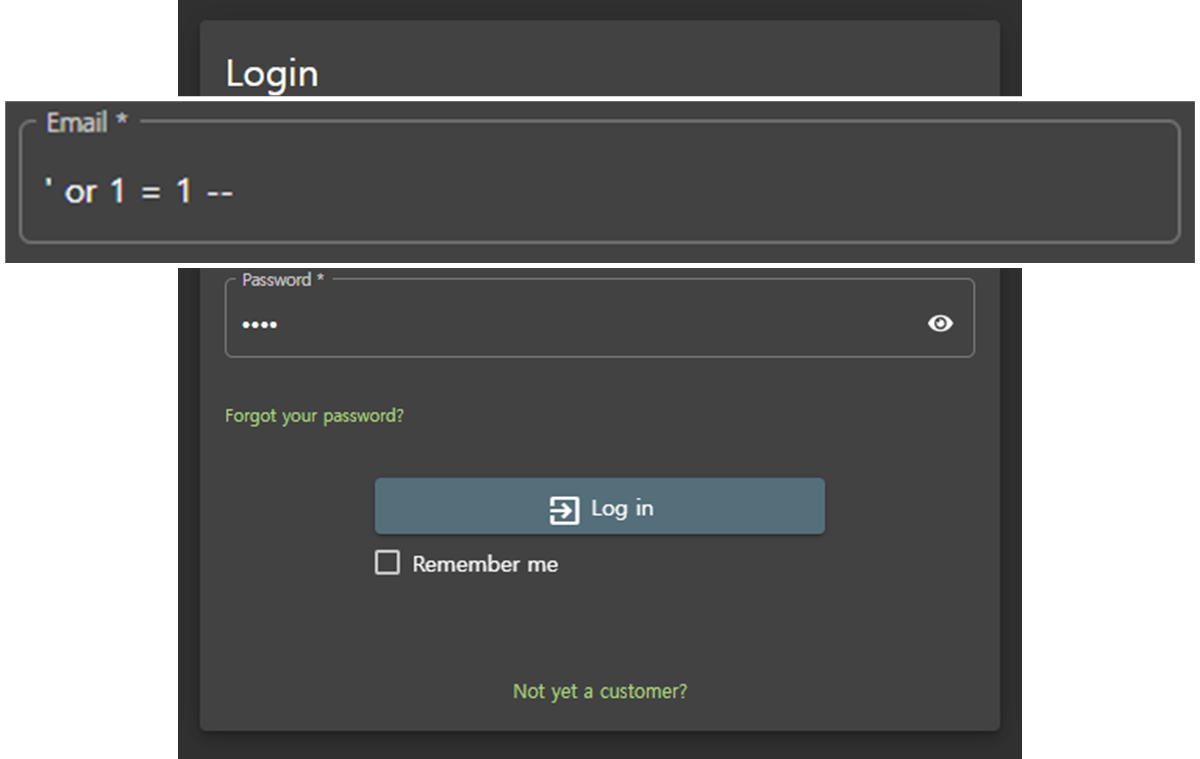 Login
Email *
' or 1 = 1 --
Password *
••••
Forgot your password?
Log in
Remember me
Not yet a customer?